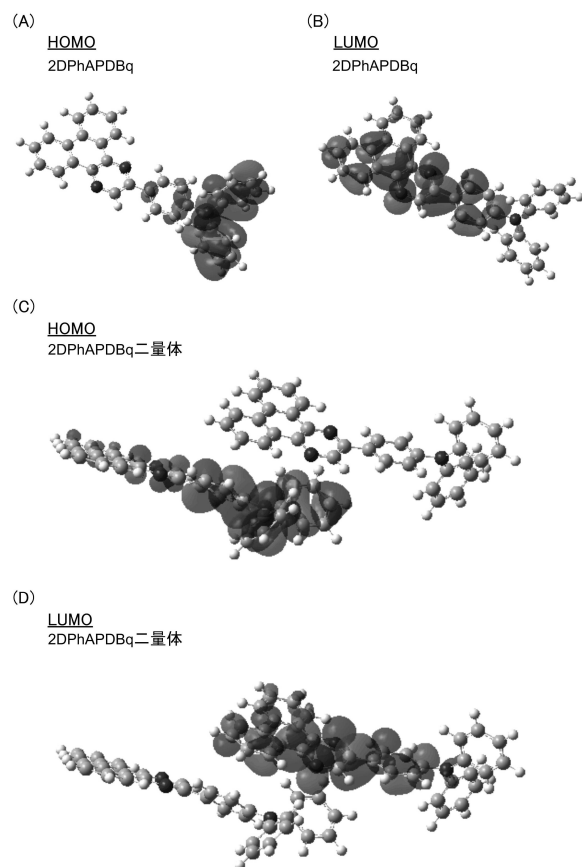 (A)
HOMO
2DPhAPDBq
(B)
LUMO
2DPhAPDBq
(C)
HOMO
2DPhAPDBq二量体
(D)
LUMO
2DPhAPDBq二量体